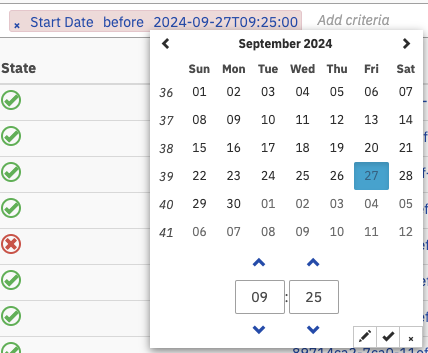 × Start Date before 2024-09-27T09:25:00 Add criteria
September 2024
State
Sun Mon Tue Wed Thu Fri Sat
36 01 02 03 04 05 06 07
37 08 09 10 11 12 13 14
38 15 16 17 18 19 20 21
39 22 23 24 25 26 27 28
40 29 30 01 02 03 04 05
41 06 07 08 09 10 11 12
09 : 25